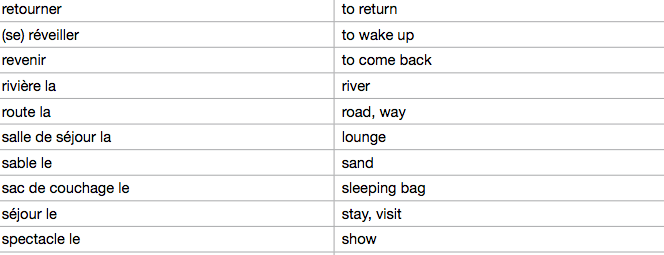 retourner to return
(se) réveiller to wake up
revenir to come back
rivière la river
route la road, way
salle de séjour la lounge
sable le sand
sac de couchage le sleeping bag
séjour le stay, visit
spectacle le show